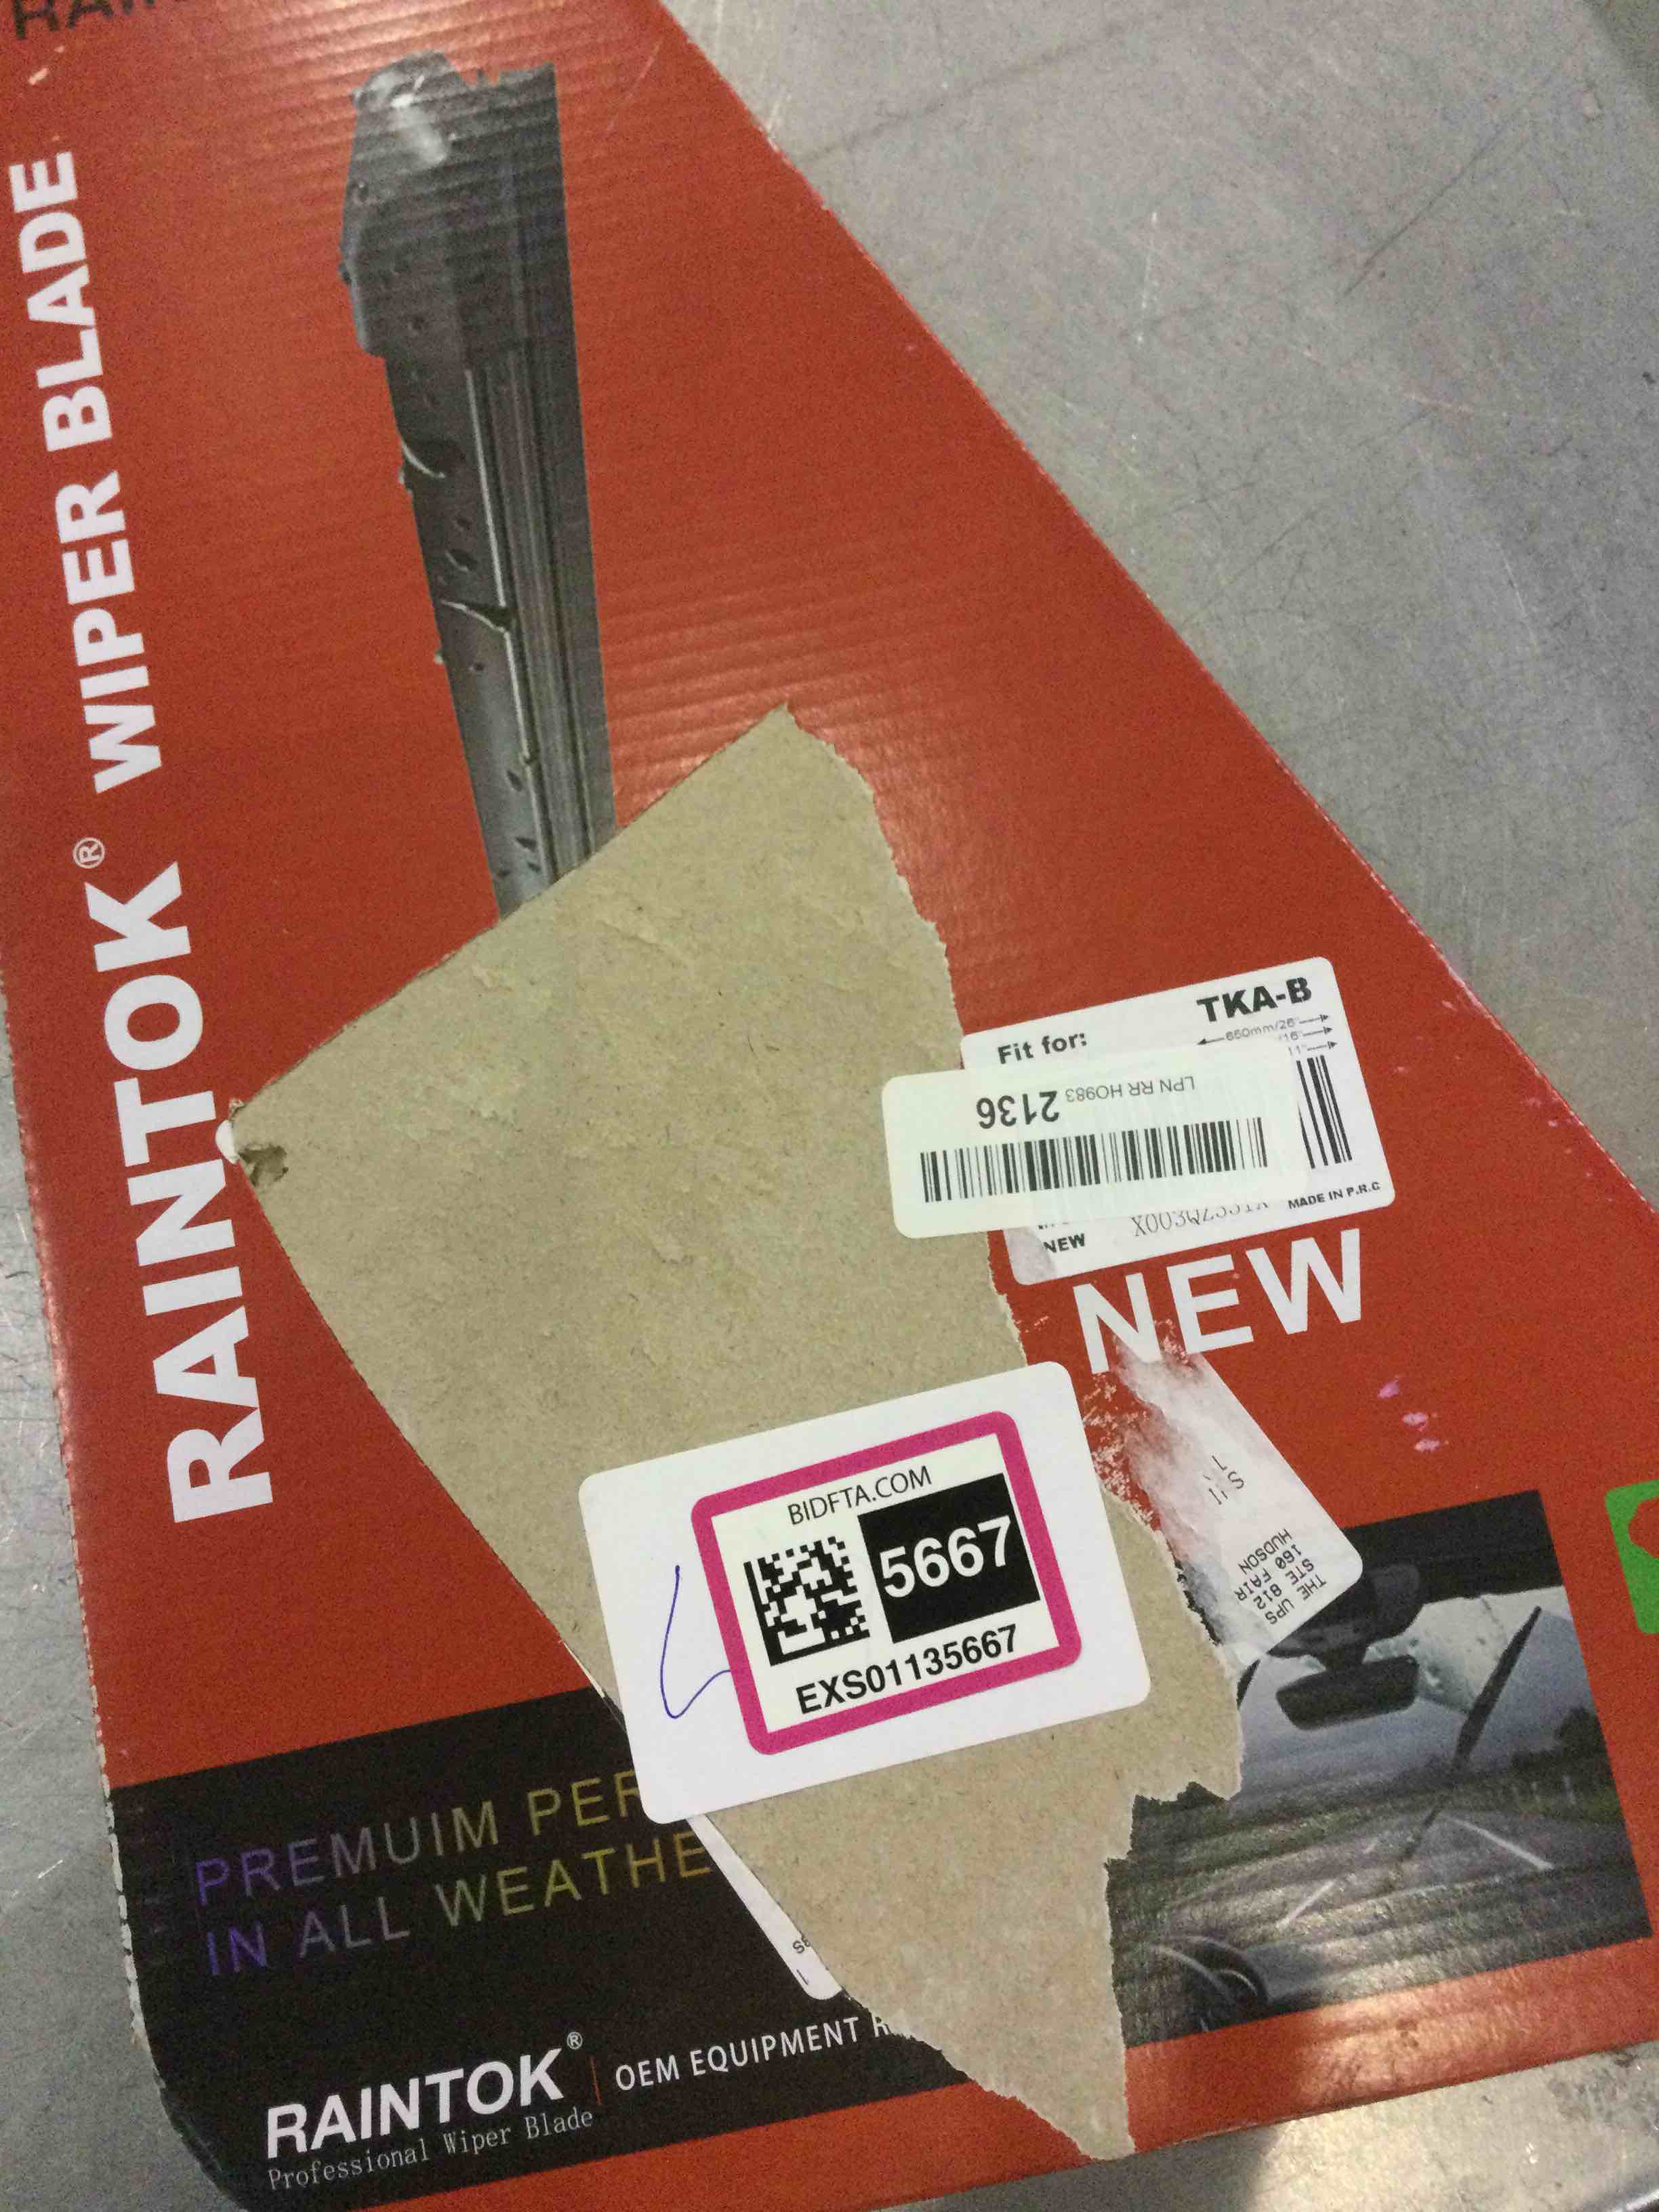 RAINTOK® WIPER BLADE
TKA-B
Fit for:
650mm/26"
16"
11"
LPN RR HO983
2136
NEW
MADE IN P.R.C
NEW
BIDFTA.COM
5667
EXS01135667
THE UPS
STE 812
160 FAIR
HUDSON
PREMUIM PER
IN ALL WEATHE
RAINTOK® | OEM EQUIPMENT
Professional Wiper Blade